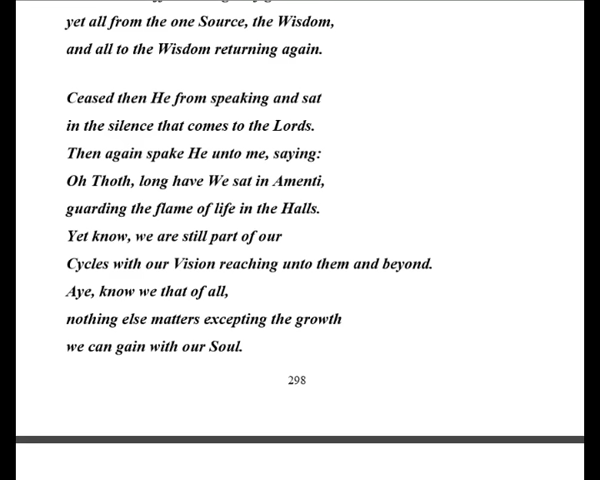 yet all from the one Source, the Wisdom,
and all to the Wisdom returning again.
Ceased then He from speaking and sat
in the silence that comes to the Lords.
Then again spake He unto me, saying:
Oh Thoth, long have We sat in Amenti,
guarding the flame of life in the Halls.
Yet know, we are still part of our
Cycles with our Vision reaching unto them and beyond.
Aye, know we that of all,
nothing else matters excepting the growth
we can gain with our Soul.
298